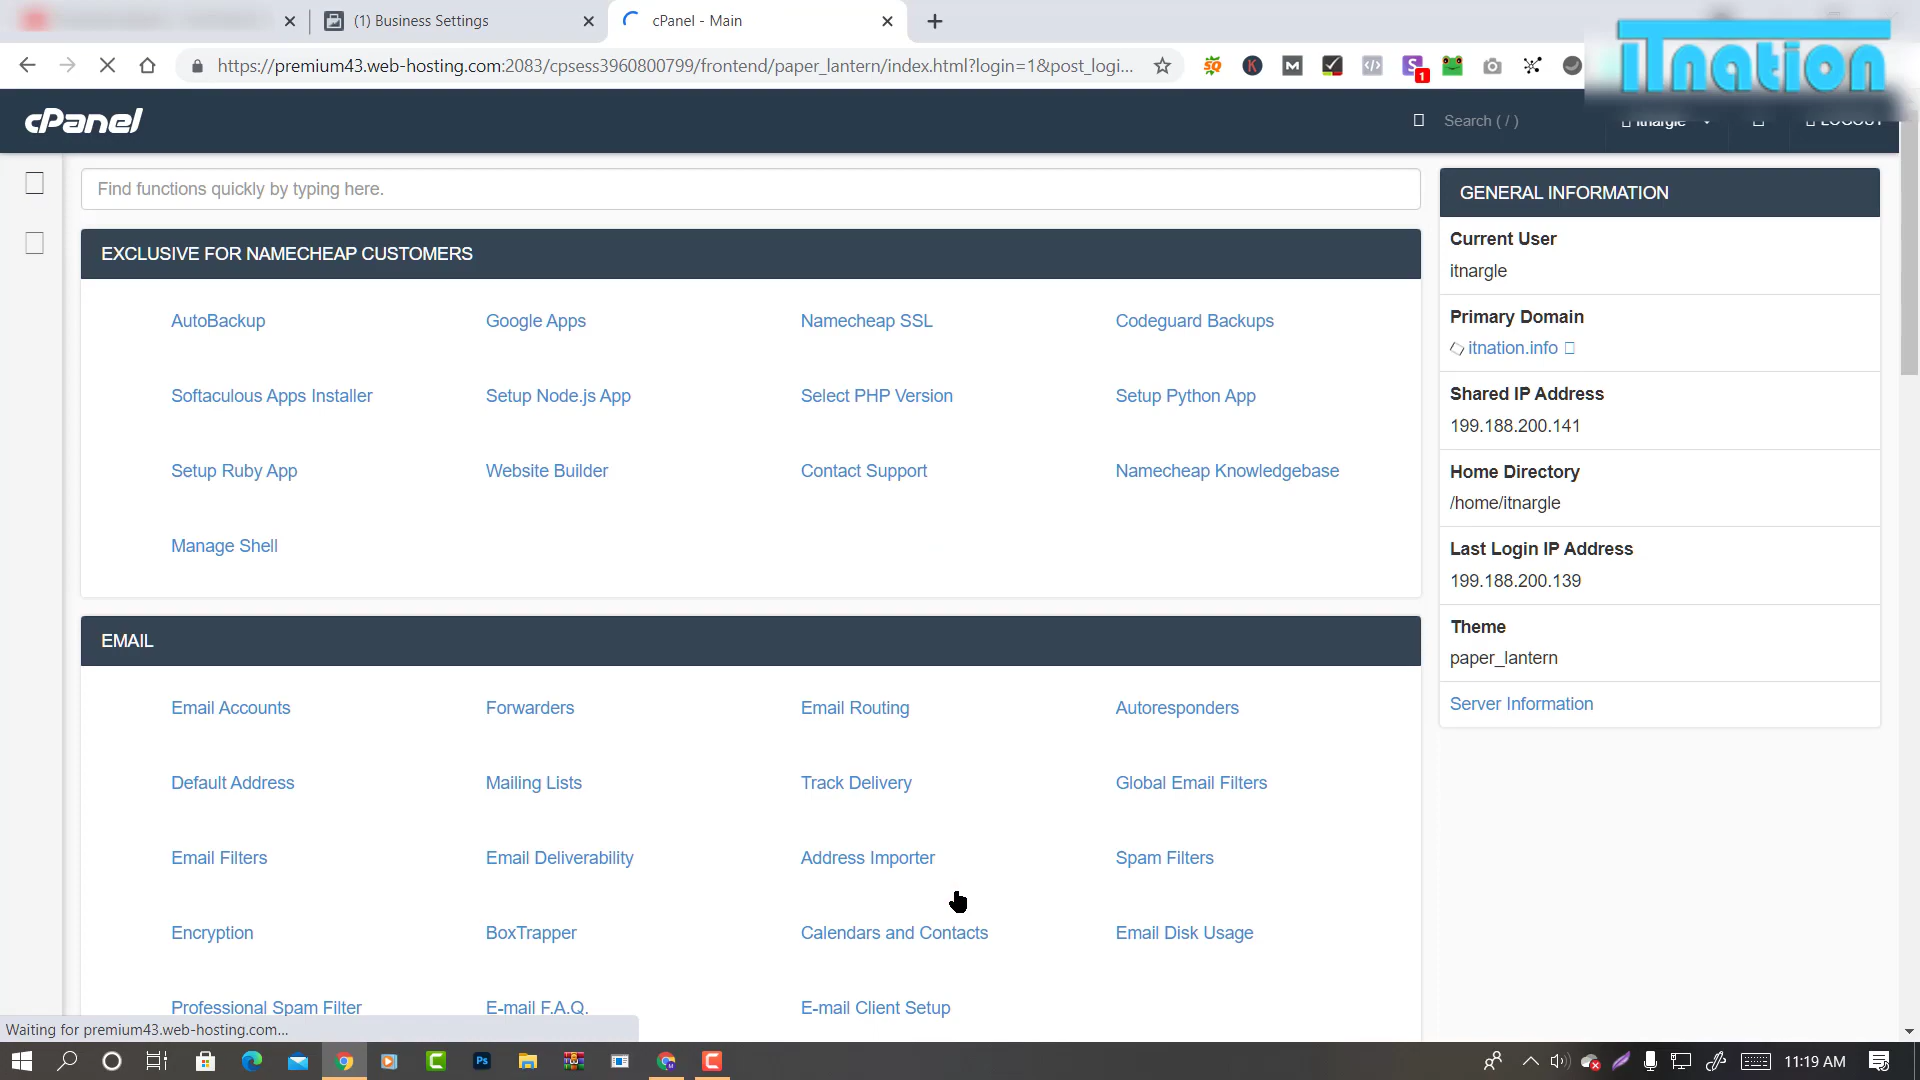 (1) Business Settings
cPanel - Main
https://premium43.web-hosting.com:2083/cpsess3960800799/frontend/paper_lantern/index.html?login=1&post_logi...
1
iTnation
cPanel
Search ( / )
itnargle
LOGOUT
Find functions quickly by typing here.
EXCLUSIVE FOR NAMECHEAP CUSTOMERS
AutoBackup
Google Apps
Namecheap SSL
Codeguard Backups
Softaculous Apps Installer
Setup Node.js App
Select PHP Version
Setup Python App
Setup Ruby App
Website Builder
Contact Support
Namecheap Knowledgebase
Manage Shell
EMAIL
Email Accounts
Forwarders
Email Routing
Autoresponders
Default Address
Mailing Lists
Track Delivery
Global Email Filters
Email Filters
Email Deliverability
Address Importer
Spam Filters
Encryption
BoxTrapper
Calendars and Contacts
Email Disk Usage
Professional Spam Filter
E-mail F.A.Q.
E-mail Client Setup
GENERAL INFORMATION
Current User
itnargle
Primary Domain
itnation.info
Shared IP Address
199.188.200.141
Home Directory
/home/itnargle
Last Login IP Address
199.188.200.139
Theme
paper_lantern
Server Information
Waiting for premium43.web-hosting.com...
11:19 AM